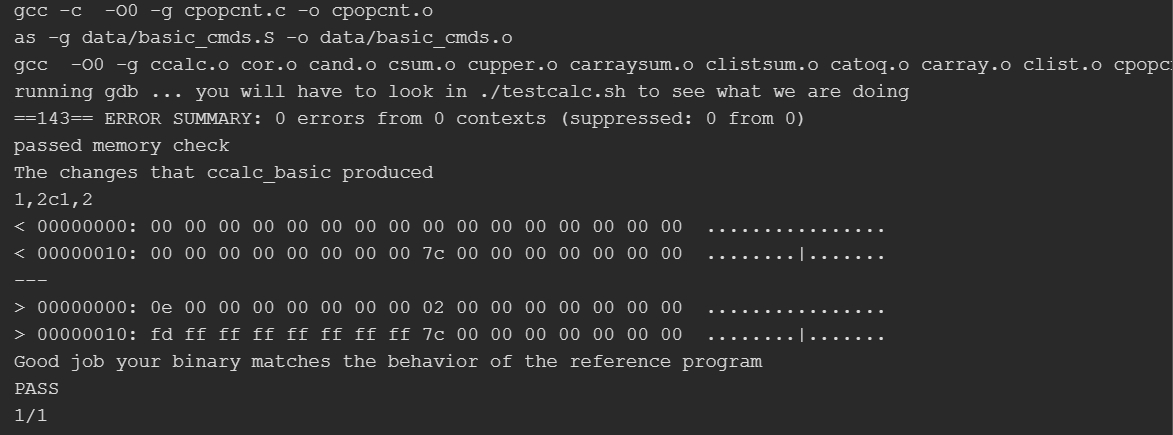 gcc -c  -O0 -g cpopcnt.c -o cpopcnt.o
as -g data/basic_cmds.S -o data/basic_cmds.o
gcc  -O0 -g ccalc.o cor.o cand.o csum.o cupper.o carraysum.o clistsum.o catoq.o carray.o clist.o cpopc
running gdb ... you will have to look in ./testcalc.sh to see what we are doing
==143== ERROR SUMMARY: 0 errors from 0 contexts (suppressed: 0 from 0)
passed memory check
The changes that ccalc_basic produced
1,2c1,2
< 00000000: 00 00 00 00 00 00 00 00 00 00 00 00 00 00 00 00  ................
< 00000010: 00 00 00 00 00 00 00 00 7c 00 00 00 00 00 00 00  ........|.......
---
> 00000000: 0e 00 00 00 00 00 00 00 02 00 00 00 00 00 00 00  ................
> 00000010: fd ff ff ff ff ff ff ff 7c 00 00 00 00 00 00 00  ........|.......
Good job your binary matches the behavior of the reference program
PASS
1/1